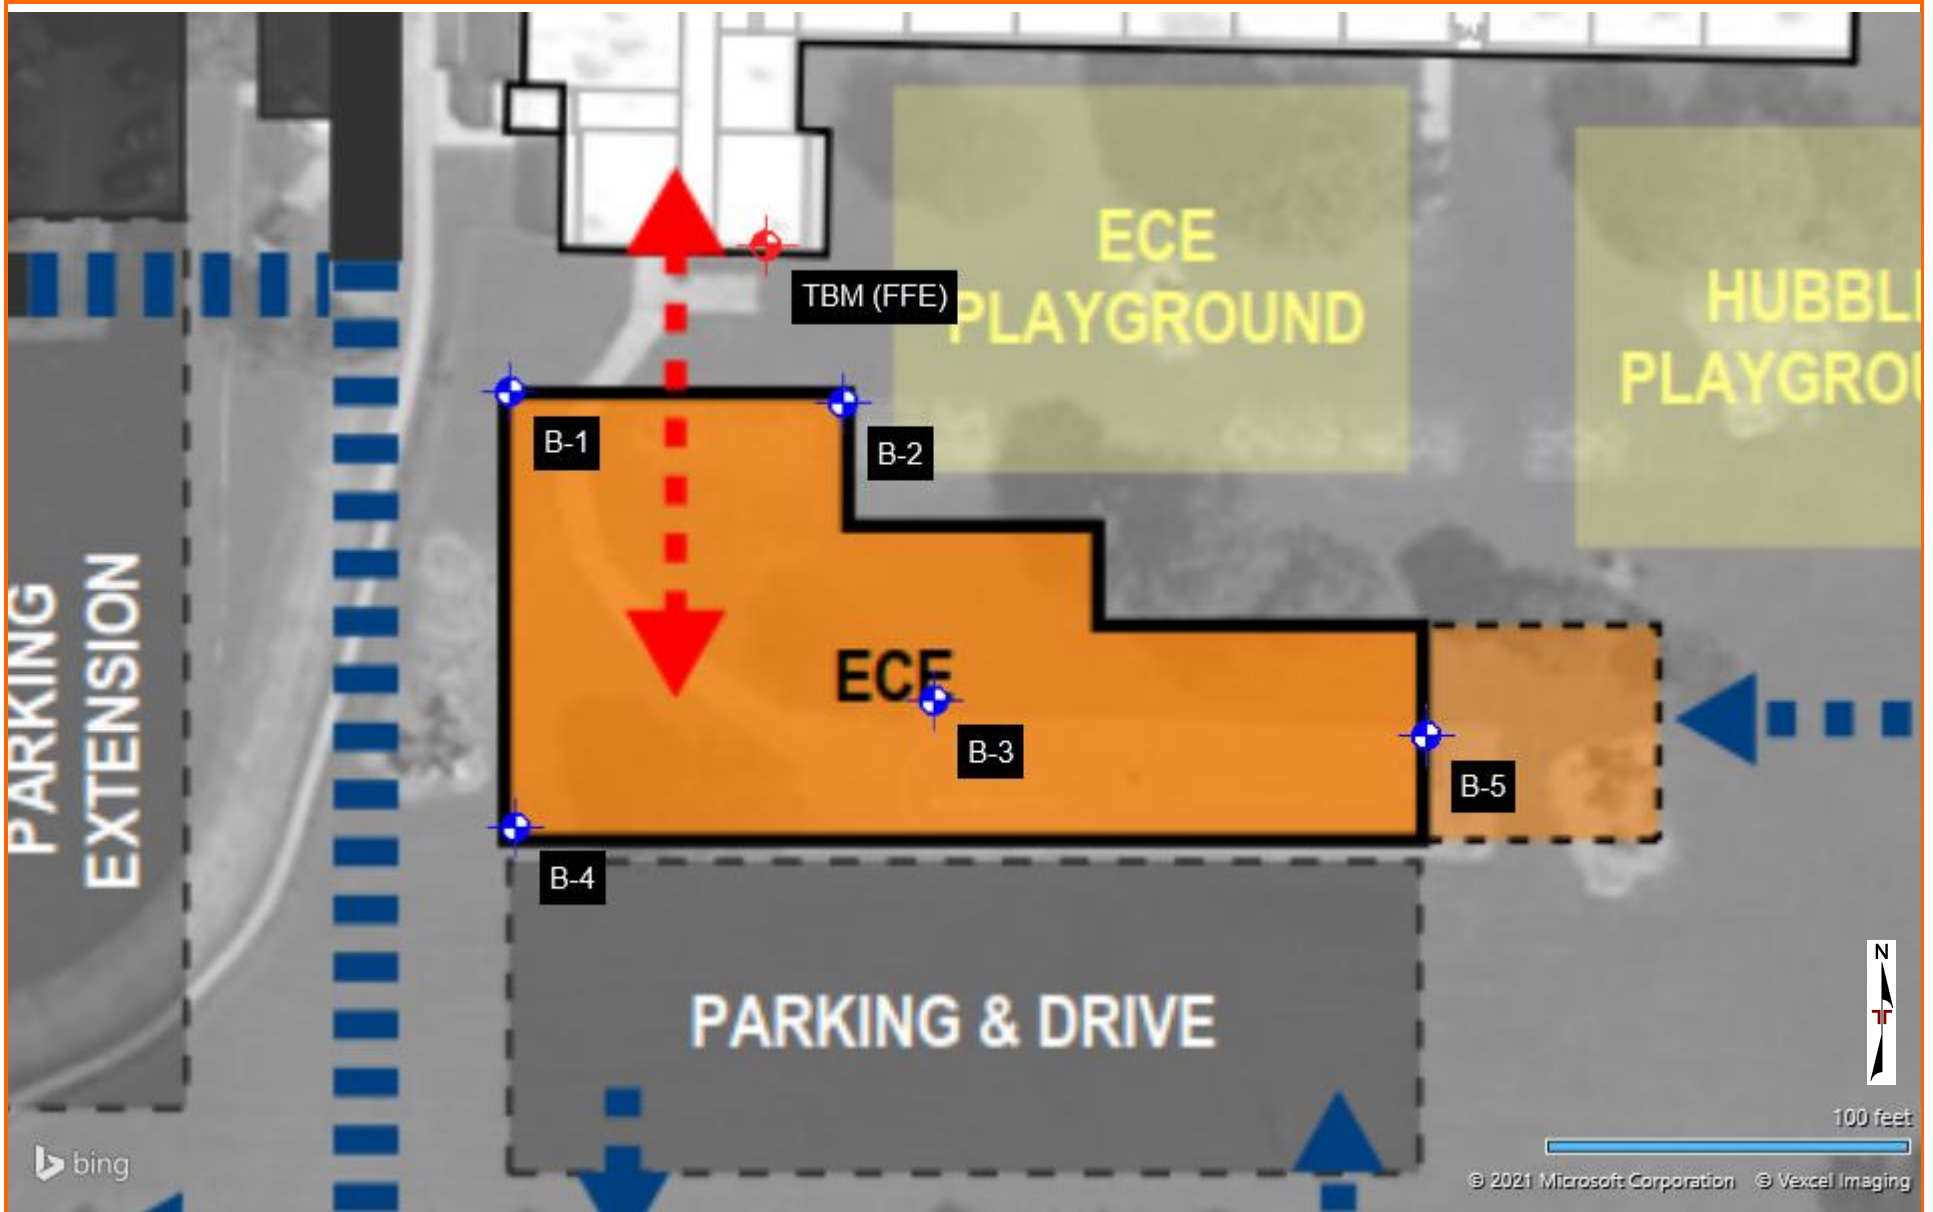 ECE
PLAYGROUND
TBM (FFE)
HUBBL
PLAYGROU
B-1
B-2
PARKING
EXTENSION
ECE
B-3
B-5
B-4
PARKING & DRIVE
N
100 feet
bing
© 2021 Microsoft Corporation © Vexcel Imaging